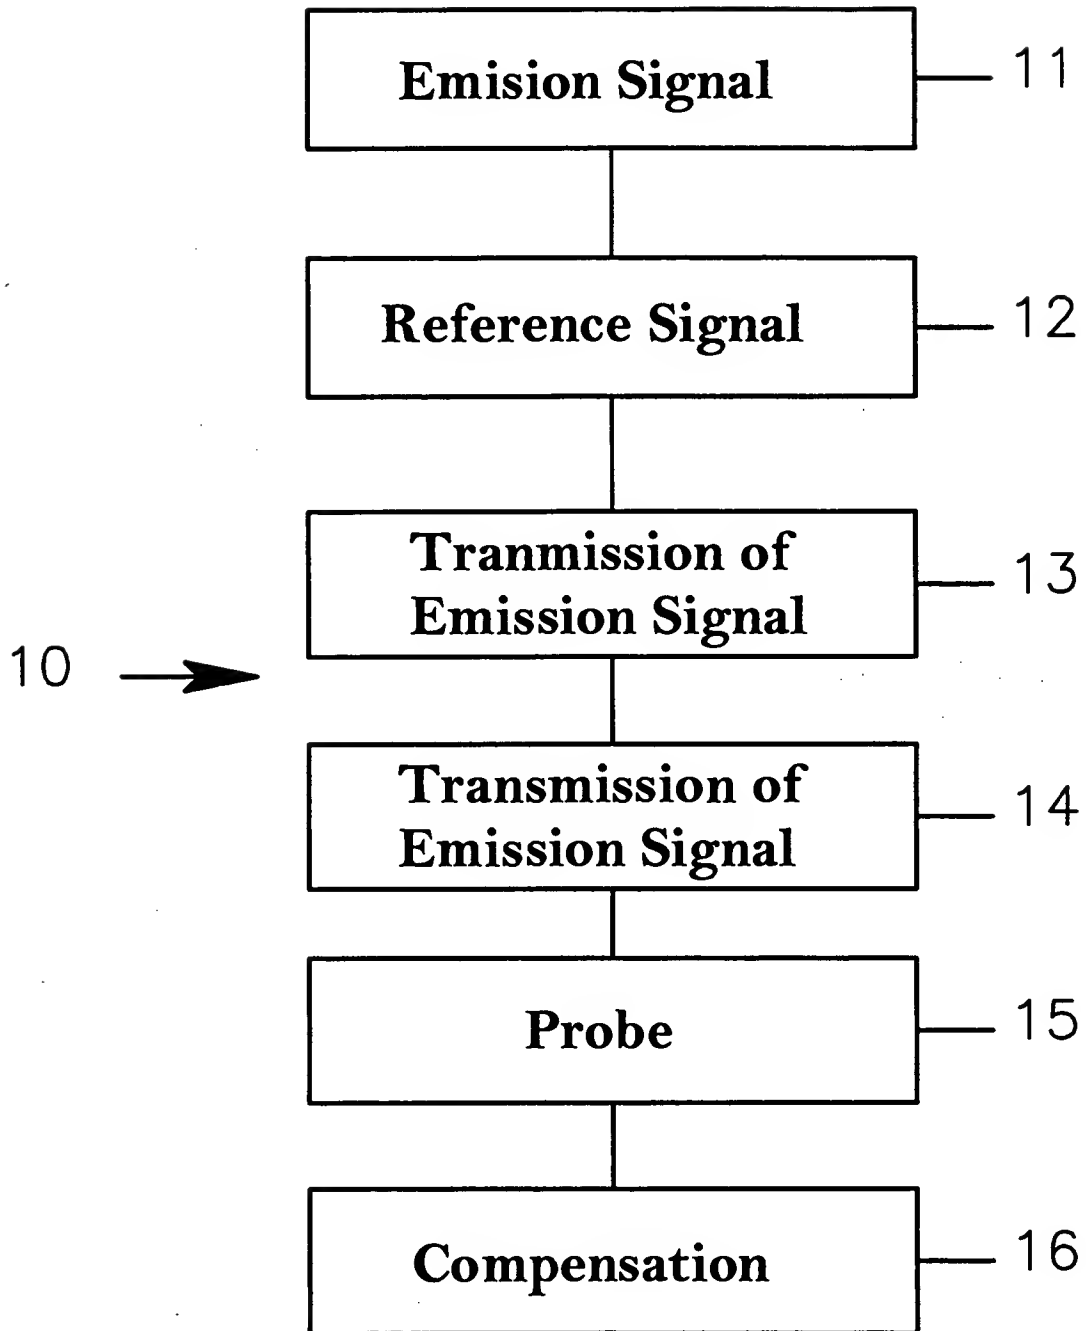 Emision Signal
11
Reference Signal
12
Tranmission of
Emission Signal
13
10
Transmission of
Emission Signal
14
Probe
15
Compensation
16